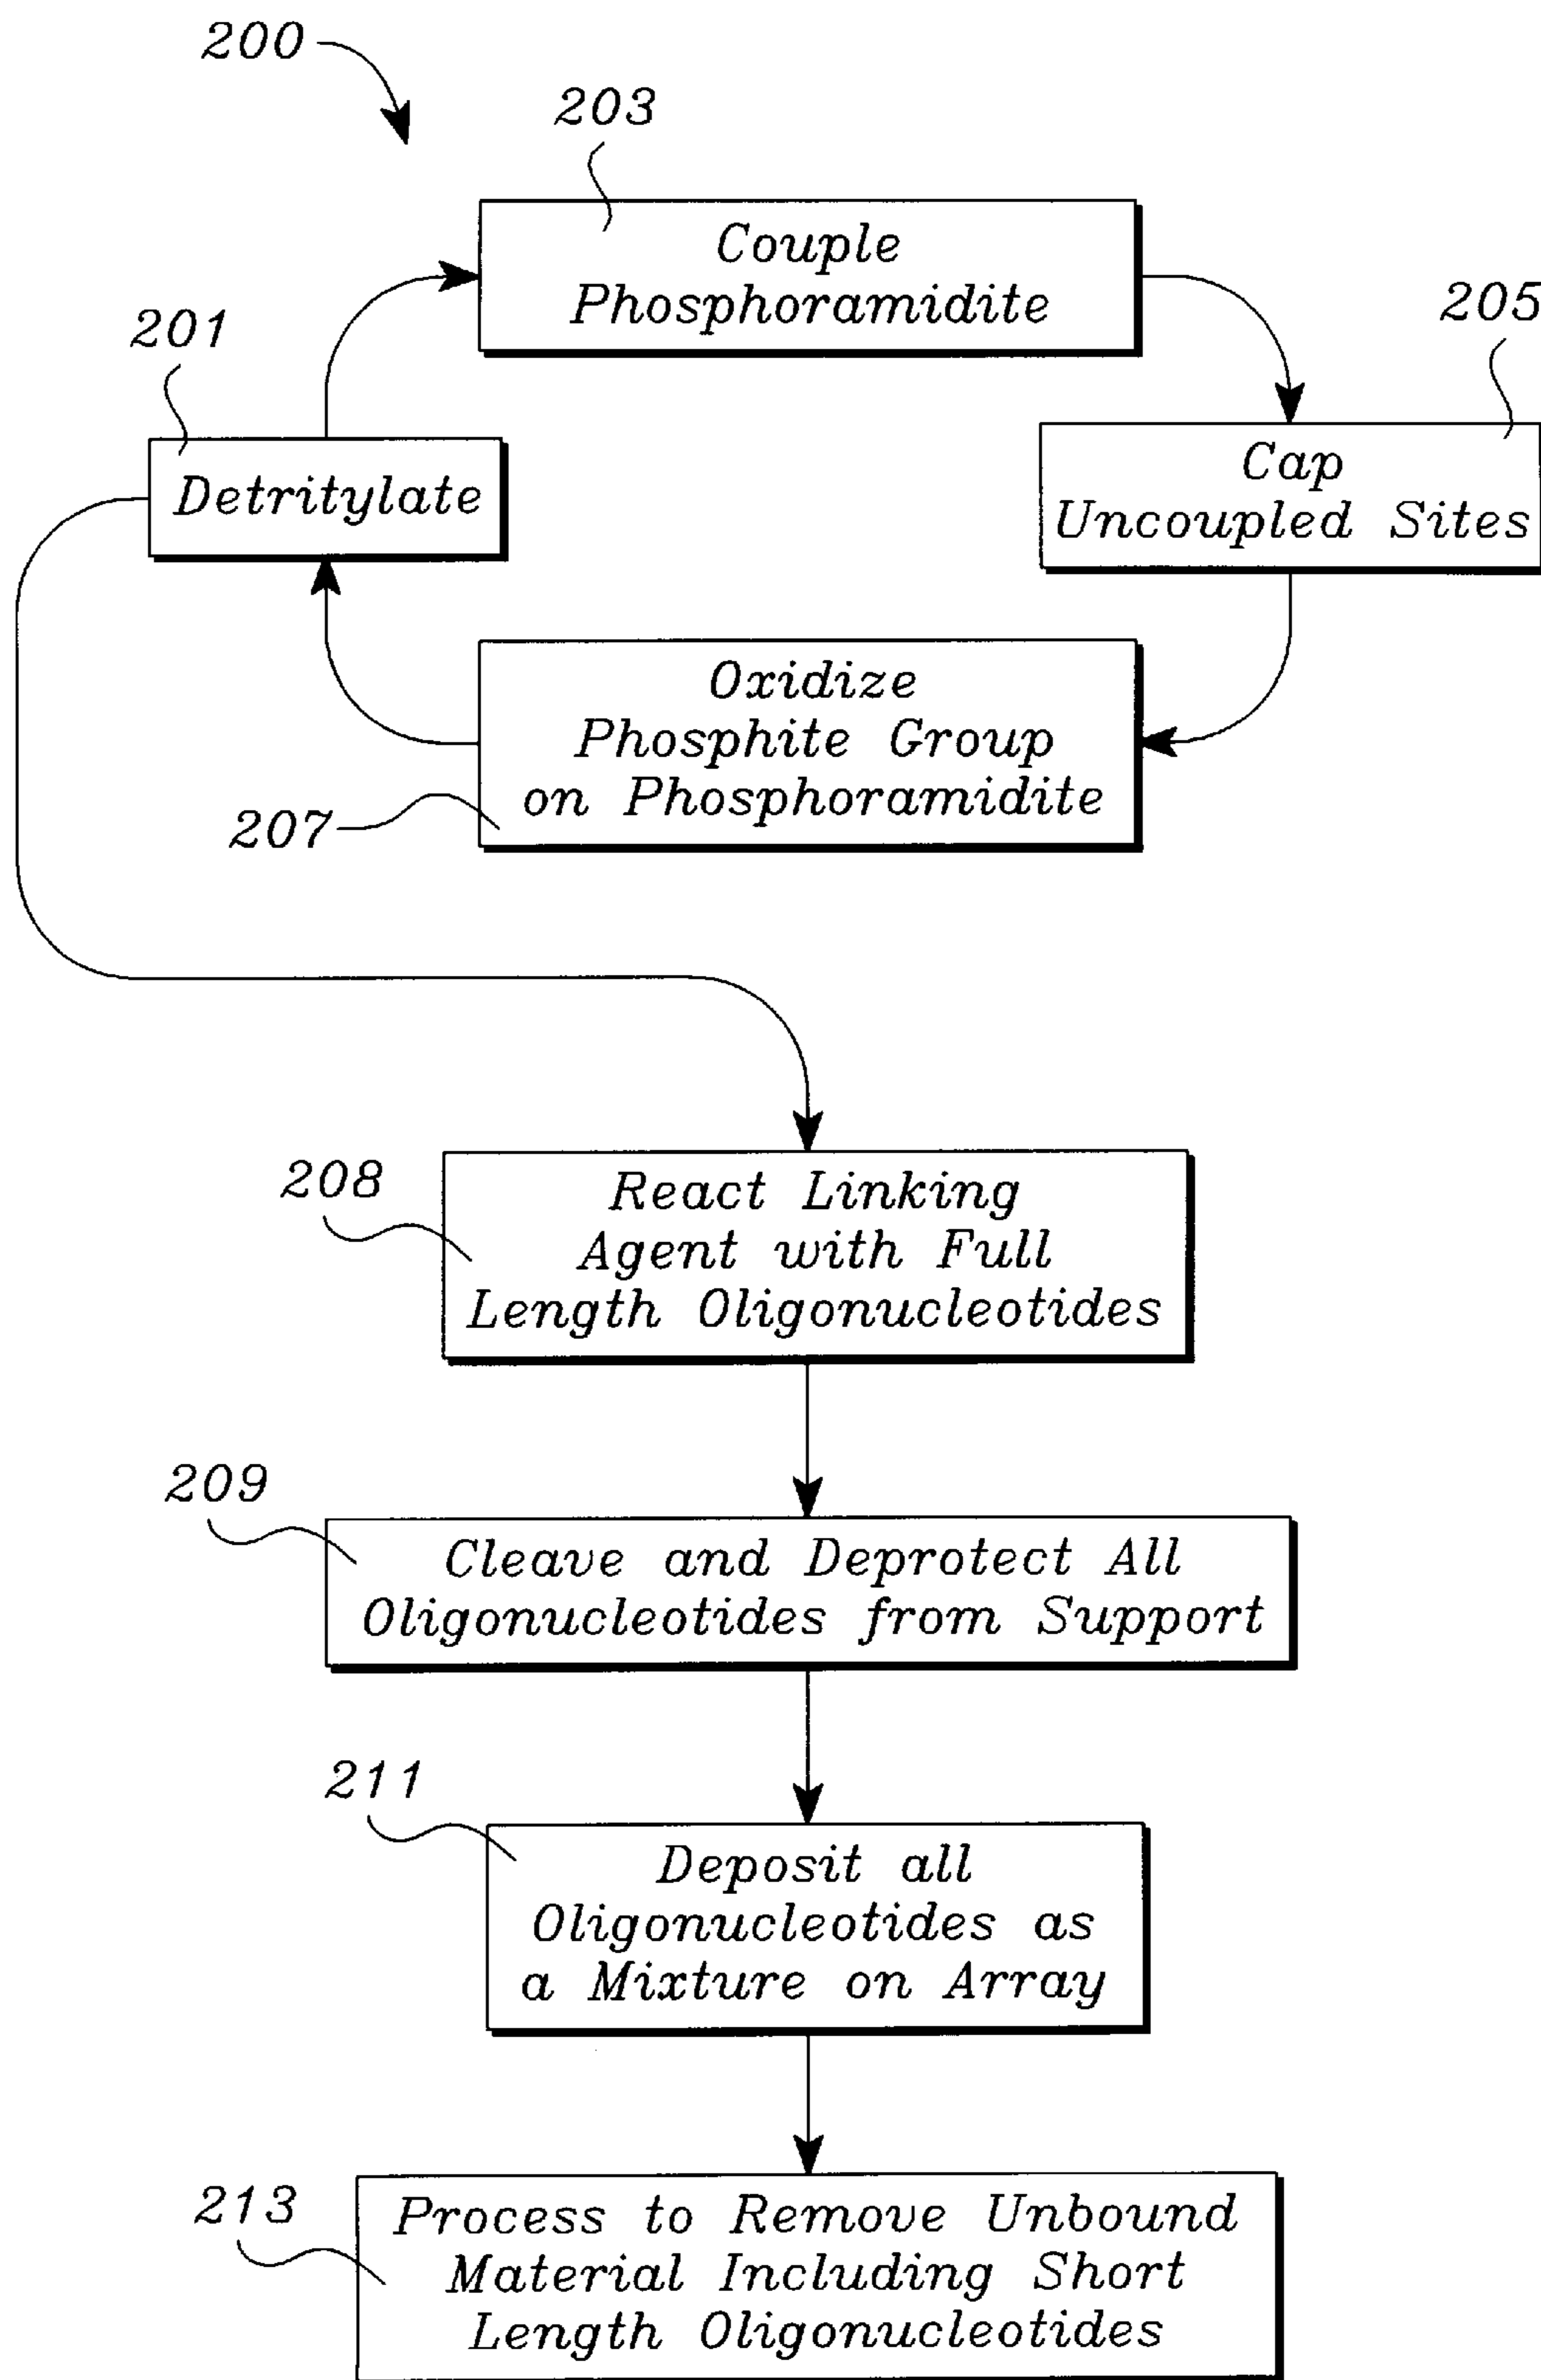 200
203
Couple
Phosphoramidite
201
205
Detritylate
Cap
Uncoupled Sites
Oxidize
Phosphite Group
on Phosphoramidite
207
208
React Linking
Agent with Full
Length Oligonucleotides
209
Cleave and Deprotect All
Oligonucleotides from Support
211
Deposit all
Oligonucleotides as
a Mixture on Array
213
Process to Remove Unbound
Material Including Short
Length Oligonucleotides